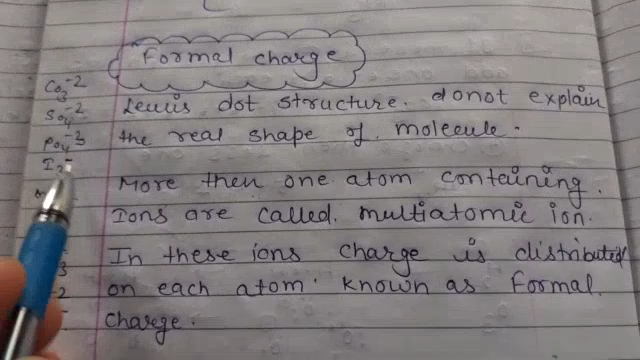 Formal charge
CO3-2
SO4-2
PO4-3
I3-
Lewis dot structure. donot explain
the real shape of molecule.
More then one atom containing.
Ions are called. multiatomic ion.
In these ions charge is distributed
on each atom. known as formal.
charge.